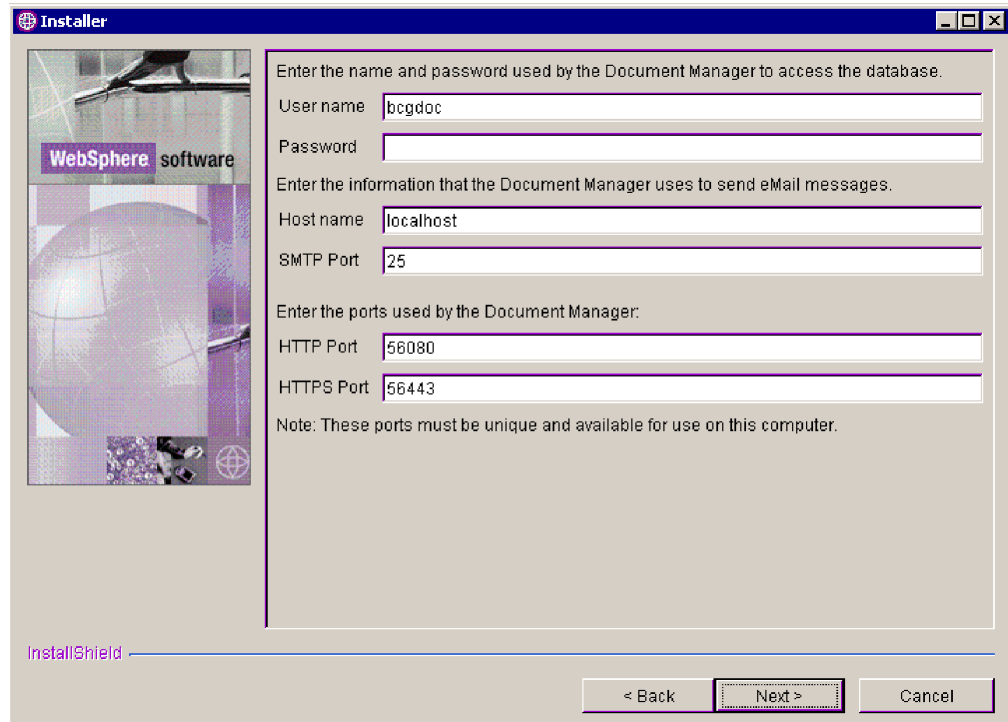 Installer
WebSphere software
Enter the name and password used by the Document Manager to access the database.
User name bcgdoc
Password
Enter the information that the Document Manager uses to send eMail messages.
Host name localhost
SMTP Port 25
Enter the ports used by the Document Manager:
HTTP Port 56080
HTTPS Port 56443
Note: These ports must be unique and available for use on this computer.
InstallShield
< Back Next > Cancel